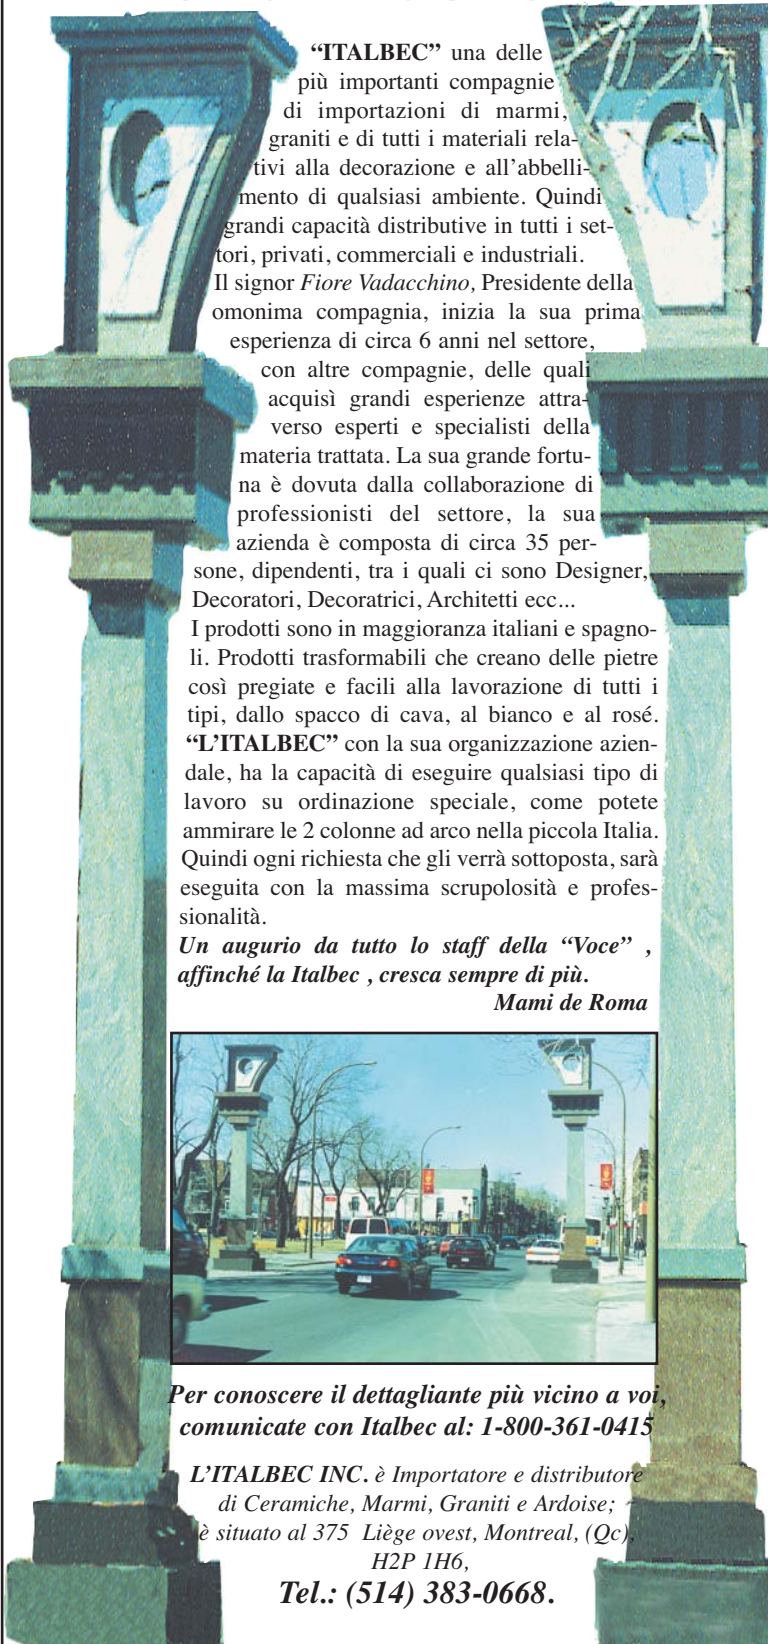 “ITALBEC” una delle
più importanti compagnie
di importazioni di marmi,
graniti e di tutti i materiali rela-
tivi alla decorazione e all'abbelli-
mento di qualsiasi ambiente. Quindi
grandi capacità distributive in tutti i set-
tori, privati, commerciali e industriali.
Il signor Fiore Vadacchino, Presidente della
omonima compagnia, inizia la sua prima
esperienza di circa 6 anni nel settore,
con altre compagnie, delle quali
acquisì grandi esperienze attra-
verso esperti e specialisti della
materia trattata. La sua grande fortu-
na è dovuta dalla collaborazione di
professionisti del settore, la sua
azienda è composta di circa 35 per-
sone, dipendenti, tra i quali ci sono Designer,
Decoratori, Decoratrici, Architetti ecc...
I prodotti sono in maggioranza italiani e spagno-
li. Prodotti trasformabili che creano delle pietre
così pregiate e facili alla lavorazione di tutti i
tipi, dallo spacco di cava, al bianco e al rosé.
“L'ITALBEC” con la sua organizzazione azien-
dale, ha la capacità di eseguire qualsiasi tipo di
lavoro su ordinazione speciale, come potete
ammirare le 2 colonne ad arco nella piccola Italia.
Quindi ogni richiesta che gli verrà sottoposta, sarà
eseguita con la massima scrupolosità e profes-
sionalità.
Un augurio da tutto lo staff della “Voce” ,
affinché la Italbec , cresca sempre di più.
Mami de Roma
Per conoscere il dettagliante più vicino a voi,
comunicate con Italbec al: 1-800-361-0415
L'ITALBEC INC. è Importatore e distributore
di Ceramiche, Marmi, Graniti e Ardoise;
è situato al 375 Liège ovest, Montreal, (Qc),
H2P 1H6,
Tel.: (514) 383-0668.